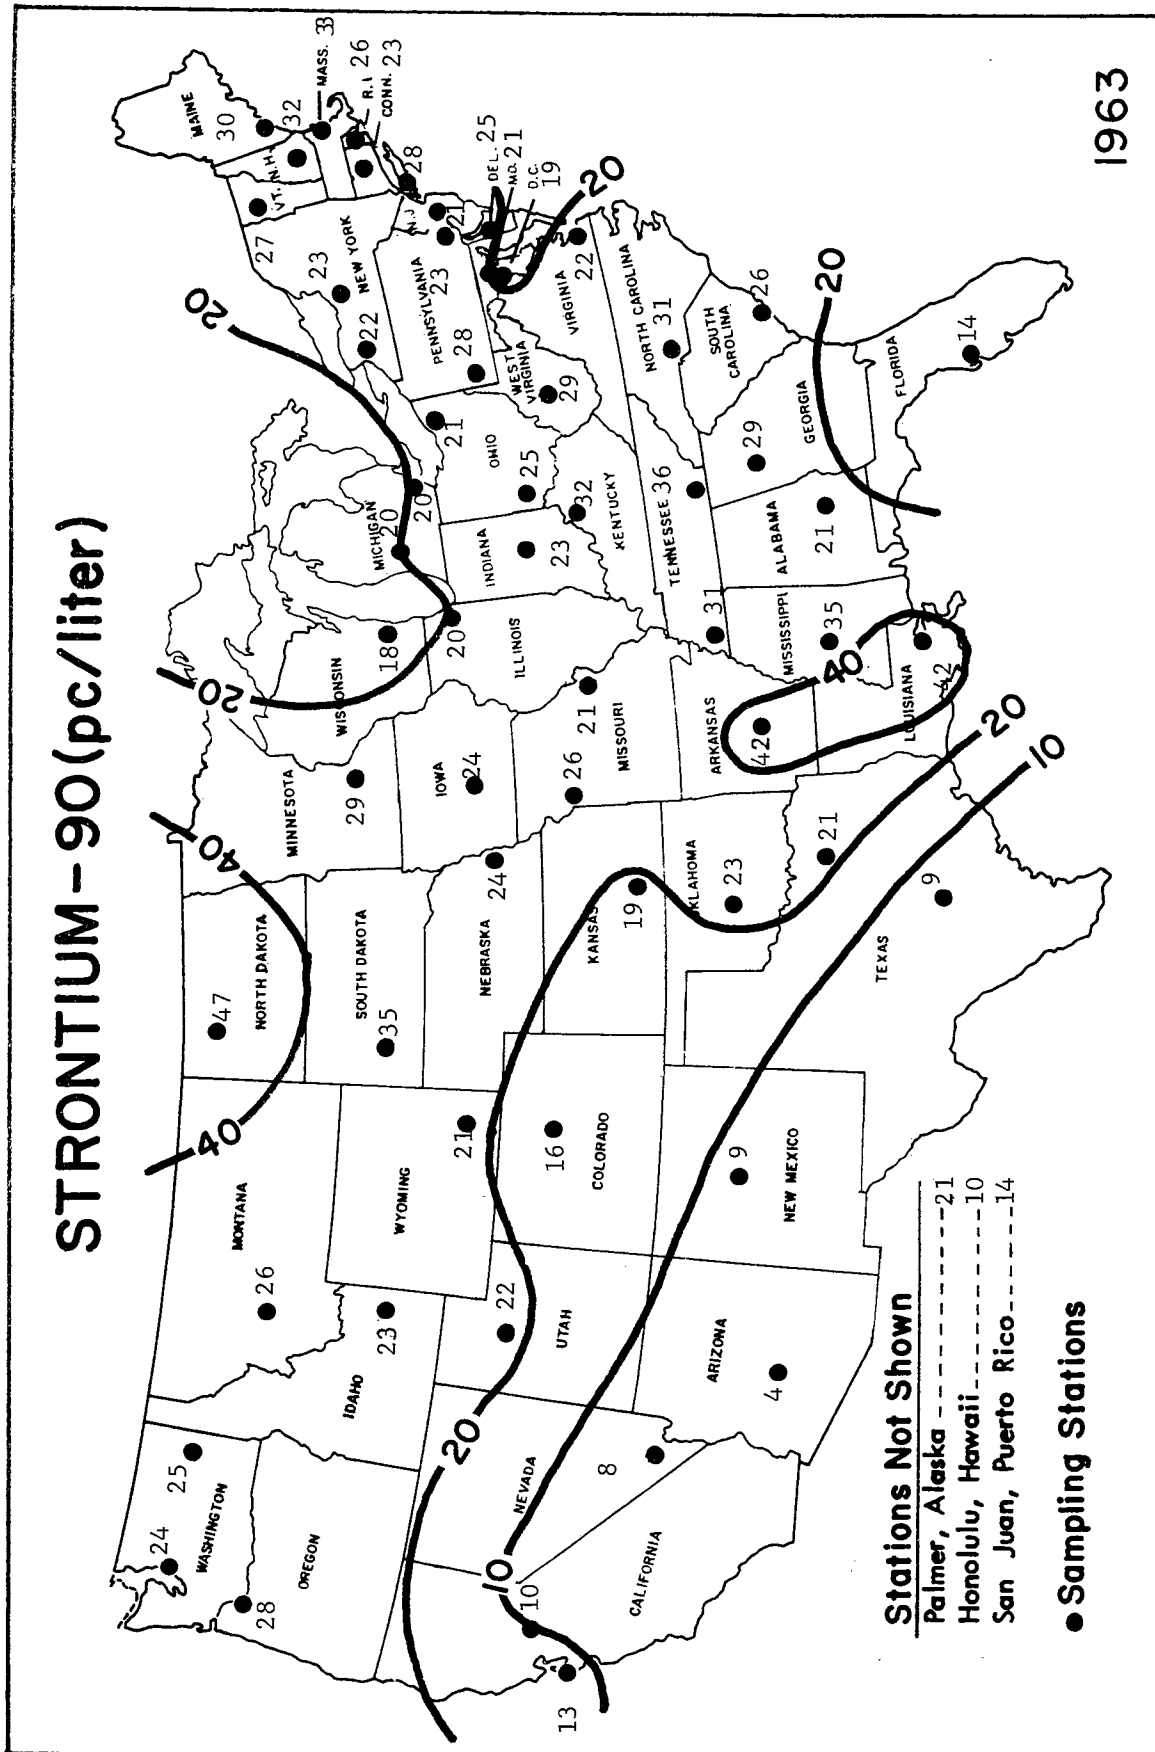 STRONTIUM-90(pc/liter)
WASHINGTON
24
25
28
OREGON
IDAHO
23
MONTANA
26
40
NORTH DAKOTA
47
40
SOUTH DAKOTA
35
WYOMING
21
NEBRASKA
24
MINNESOTA
29
IOWA
24
WISCONSIN
18
20
20
MICHIGAN
20
20
20
ILLINOIS
21
INDIANA
23
OHIO
21
25
KENTUCKY
32
MISSOURI
26
KANSAS
19
COLORADO
16
UTAH
22
20
NEVADA
8
10
10
13
CALIFORNIA
ARIZONA
4
NEW MEXICO
9
TEXAS
9
21
KLAHOMA
23
20
10
ARKANSAS
42
40
LOUISIANA
42
MISSISSIPPI
35
TENNESSEE 36
31
ALABAMA
21
GEORGIA
29
20
FLORIDA
14
SOUTH CAROLINA
26
NORTH CAROLINA
31
VIRGINIA
22
20
WEST VIRGINIA
29
PENNSYLVANIA
28
23
NEW YORK
22
23
N.J
21
28
VT.
27
N.H.
32
MAINE
30
MASS. 33
R.I 26
CONN. 23
DEL. 25
MD. 21
D.C. 19
Stations Not Shown
Palmer, Alaska -----------21
Honolulu, Hawaii---------10
San Juan, Puerto Rico------14
Sampling Stations
1963